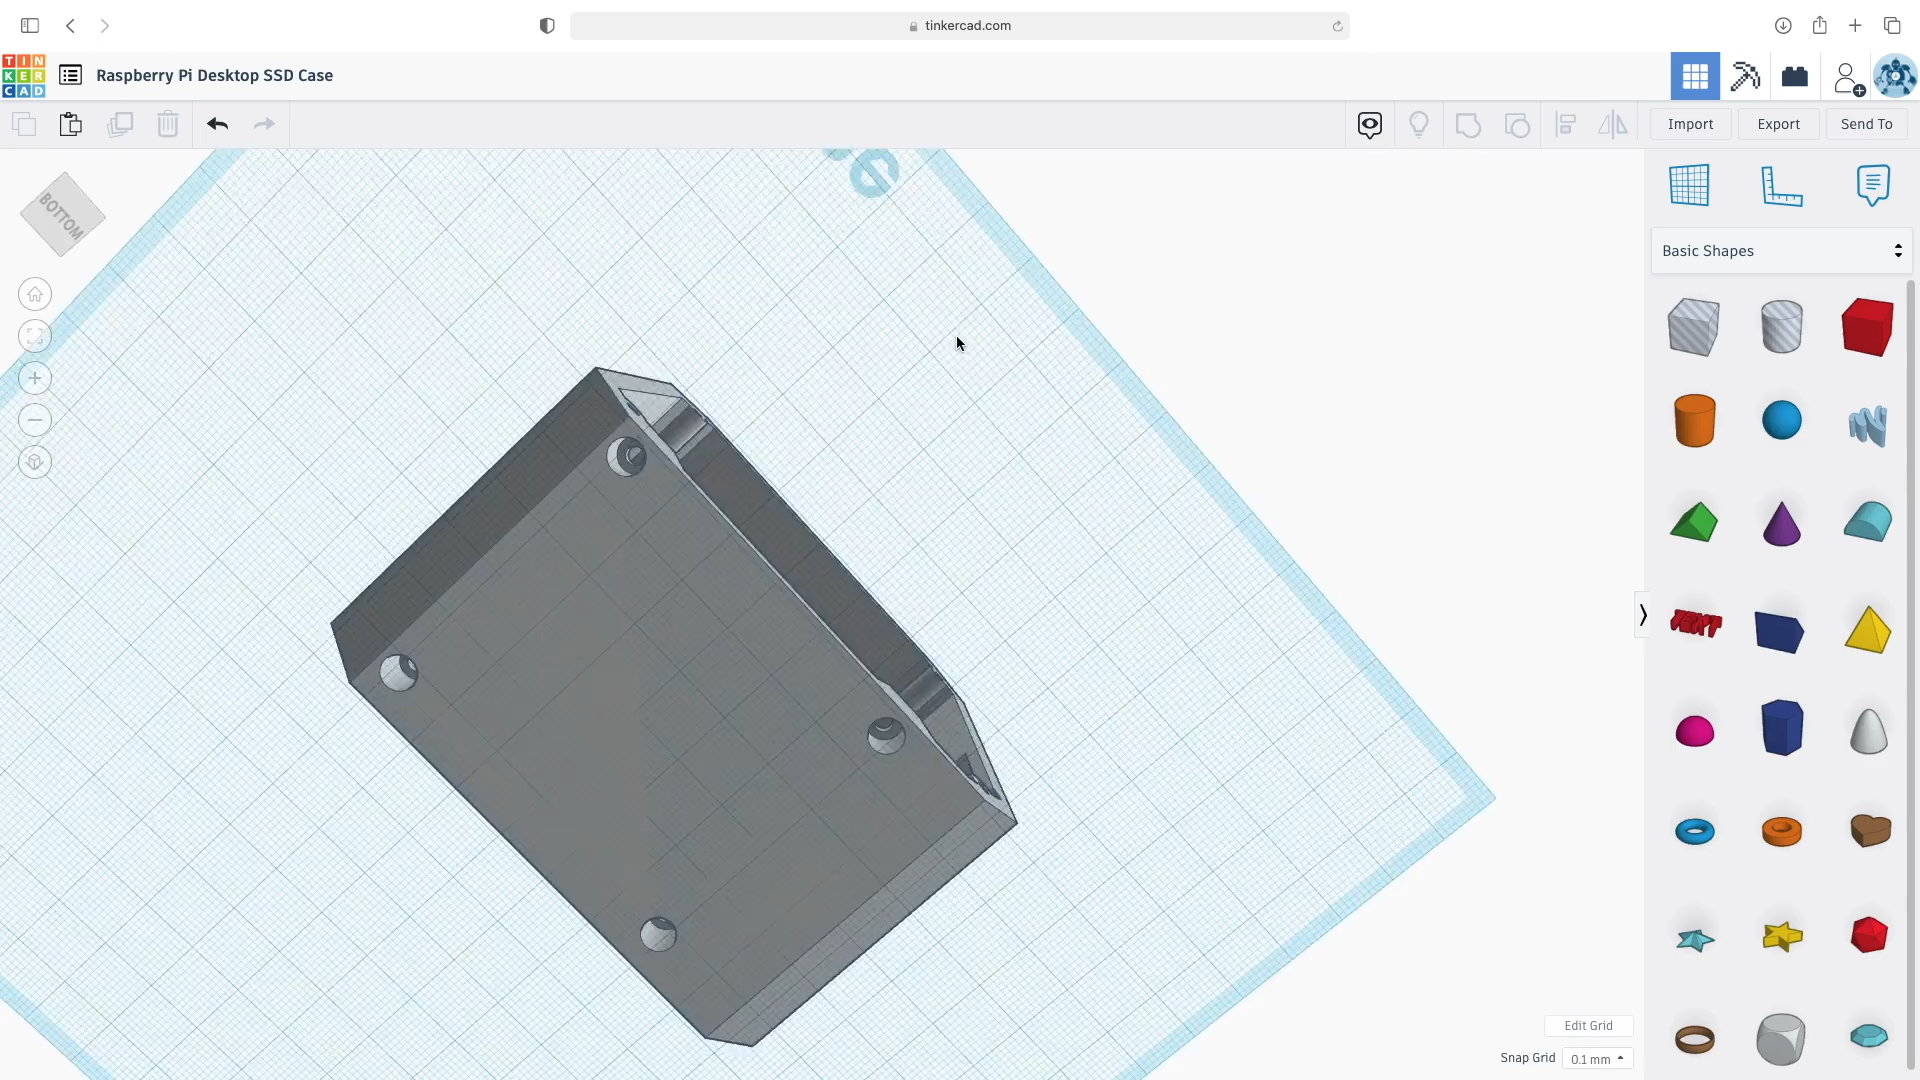 tinkercad.com
TIN
KER
CAD
Raspberry Pi Desktop SSD Case
Import
Export
Send To
BOTTOM
Basic Shapes
TEXT
Edit Grid
Snap Grid
0.1 mm